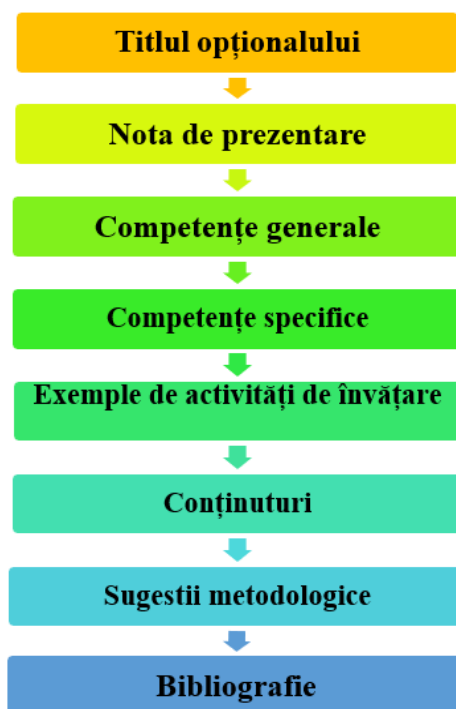 Titlul opționalului
Nota de prezentare
Competențe generale
Competențe specifice
Exemple de activități de învățare
Conținuturi
Sugestii metodologice
Bibliografie